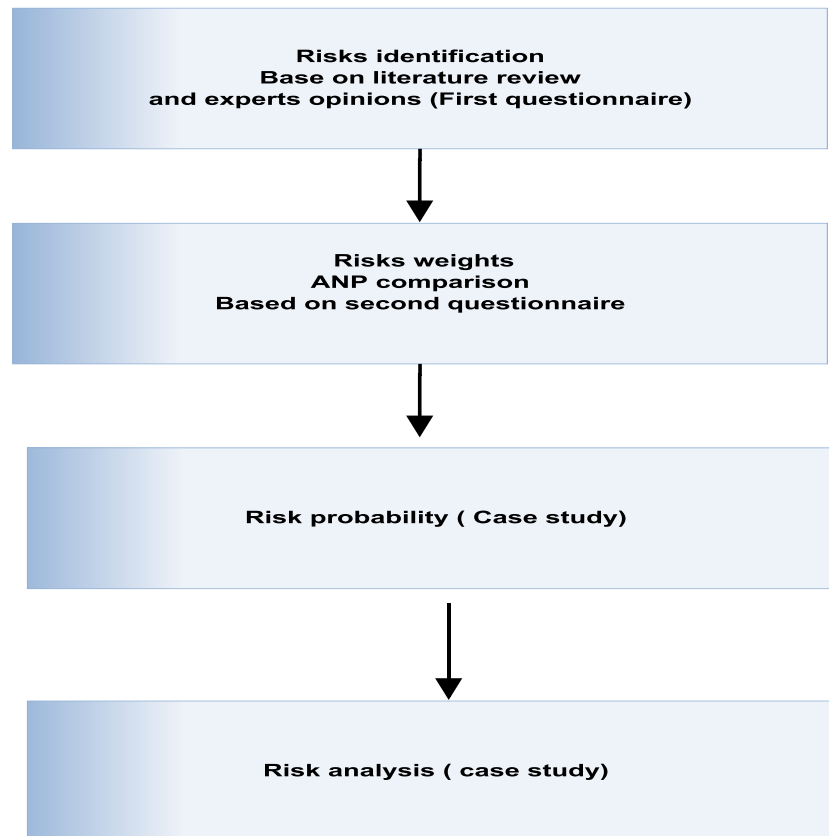 Risks identification
Base on literature review
and experts opinions (First questionnaire)
Risks weights
ANP comparison
Based on second questionnaire
Risk probability ( Case study)
Risk analysis ( case study)